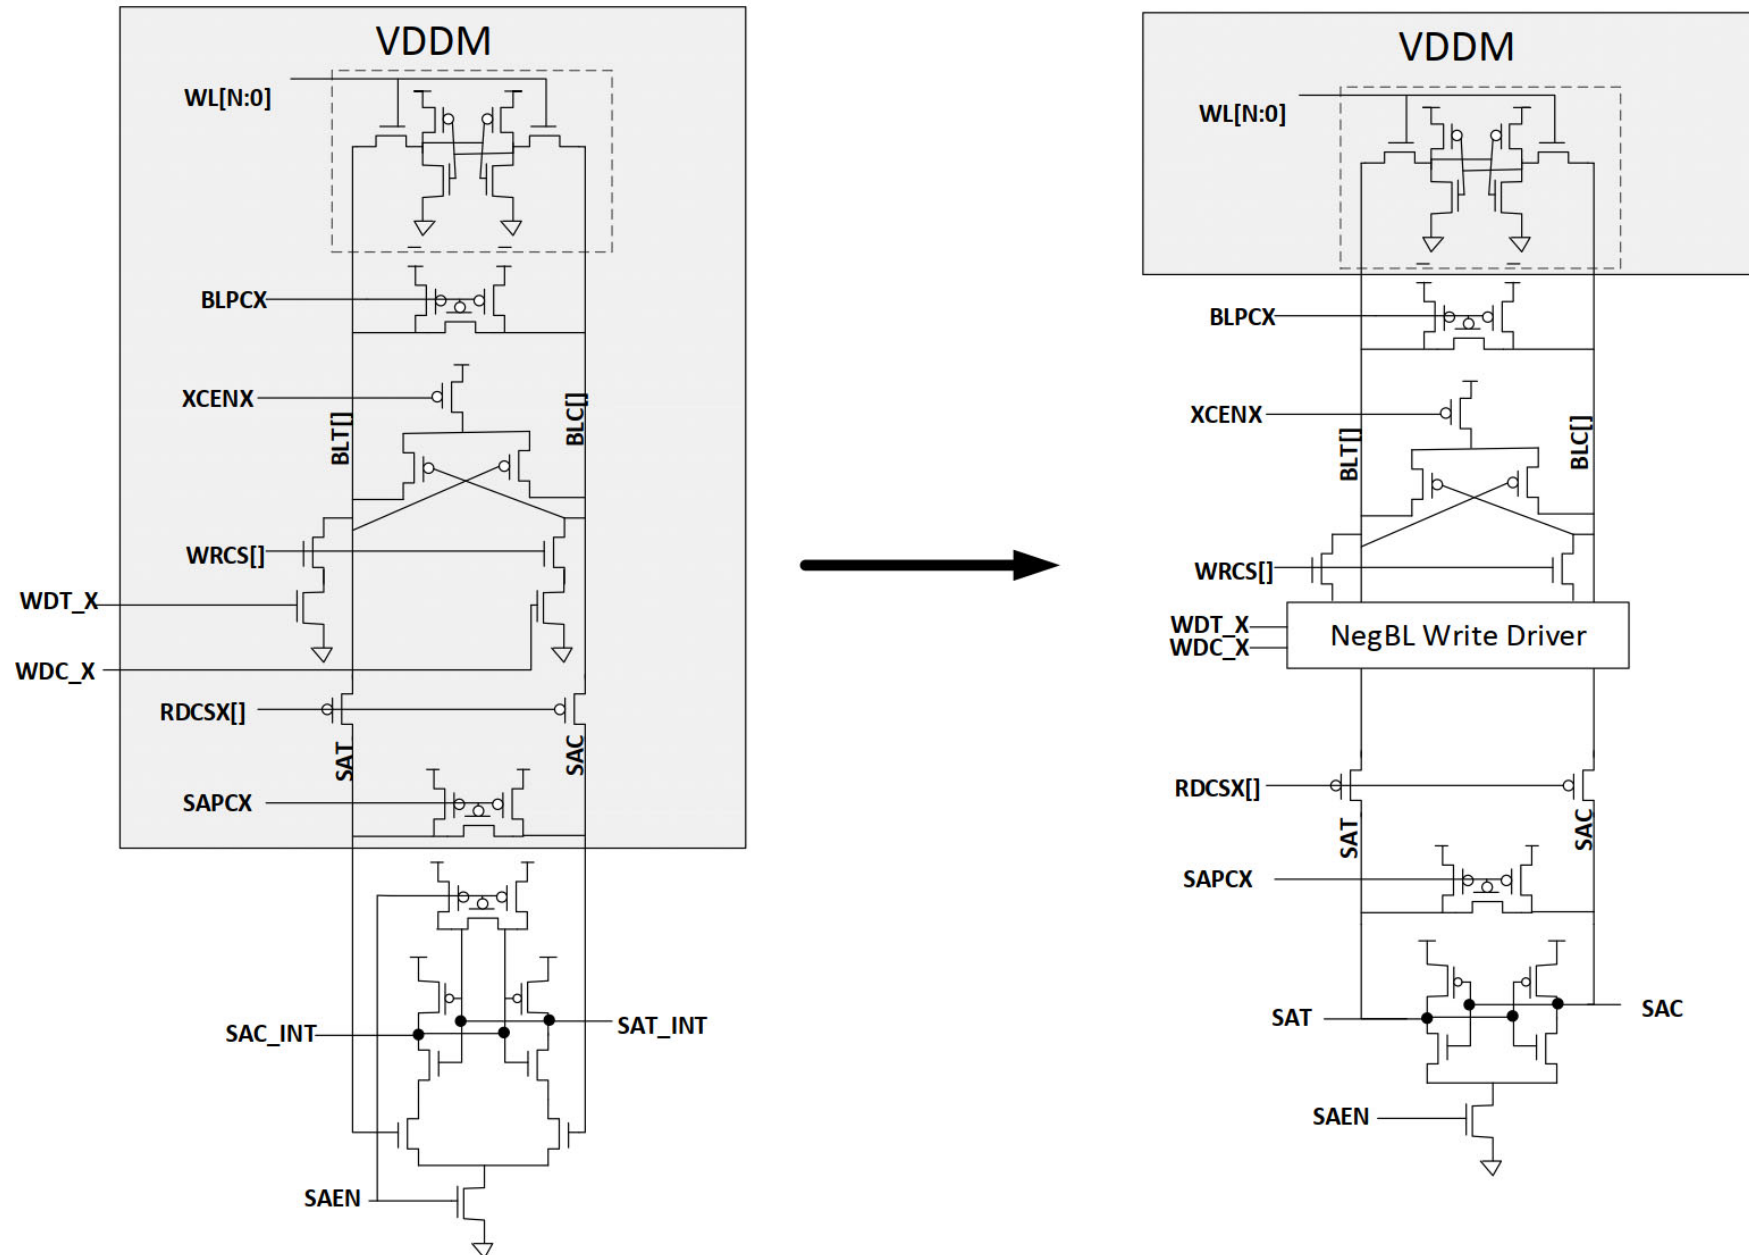 VDDM
WL[N:0]
BLPCX
XCENX
BLT[]
BLC[]
WRCS[]
WDT_X
WDC_X
RDCSX[]
SAT
SAC
SAPCX
SAC_INT
SAT_INT
SAEN
VDDM
WL[N:0]
BLPCX
XCENX
BLT[]
BLC[]
WRCS[]
WDT_X
WDC_X
NegBL Write Driver
RDCSX[]
SAT
SAC
SAPCX
SAT
SAC
SAEN